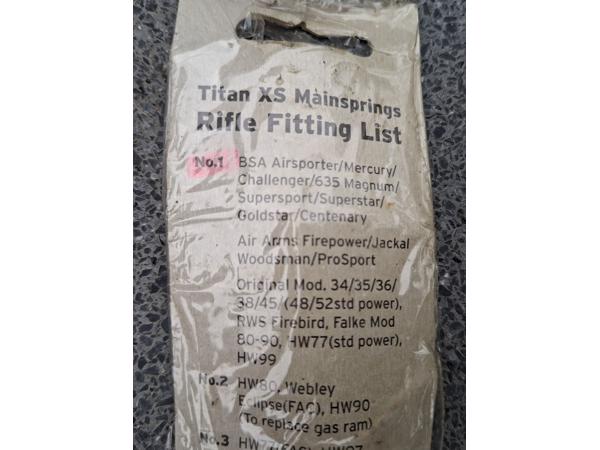 Titan XS Mainsprings
Rifle Fitting List
No.1 BSA Airsporter/Mercury/
Challenger/635 Magnum/
Supersport/Superstar/
Goldstar/Centenary
Air Arms Firepower/Jackal
Woodsman/ProSport
Original Mod. 34/35/36/
38/45/(48/52std power),
RWS Firebird, Falke Mod
80-90, HW77(std power),
HW99
No.2 HW80, Webley
Eclipse(FAC), HW90
(To replace gas ram)
No.3 HW77(FAC), HW97